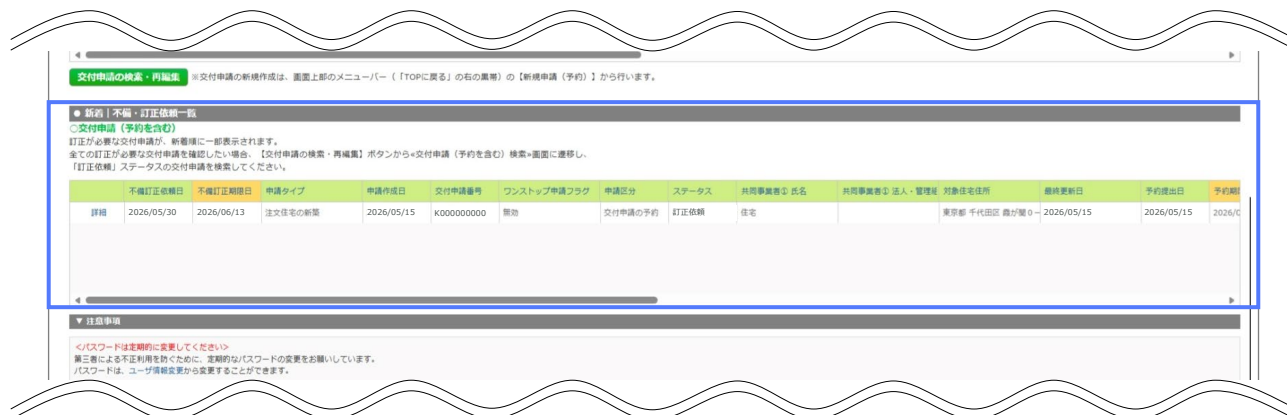 交付申請の検索・再編集 ※交付申請の新規作成は、画面上部のメニューバー(「TOPに戻る」の右の黒帯)の【新規申請(予約)】から行います。
● 新着|不備・訂正依頼一覧
○交付申請(予約を含む)
訂正が必要な交付申請が、新着順に一部表示されます。
全ての訂正が必要な交付申請を確認したい場合、【交付申請の検索・再編集】ボタンから«交付申請(予約を含む)検索»画面に遷移し、
「訂正依頼」ステータスの交付申請を検索してください。
不備訂正依頼日 不備訂正期限日 申請タイプ 申請作成日 交付申請番号 ワンストップ申請フラグ 申請区分 ステータス 共同事業者① 氏名 共同事業者① 法人・管理組 対象住宅住所 最終更新日 予約提出日 予約期
詳細 2026/05/30 2026/06/13 注文住宅の新築 2026/05/15 K000000000 無効 交付申請の予約 訂正依頼 住宅 東京都 千代田区 霞が関０ー 2026/05/15 2026/05/15 2026/0
▼ 注意事項
<パスワードは定期的に変更してください>
第三者による不正利用を防ぐために、定期的なパスワードの変更をお願いしています。
パスワードは、ユーザ情報変更から変更することができます。